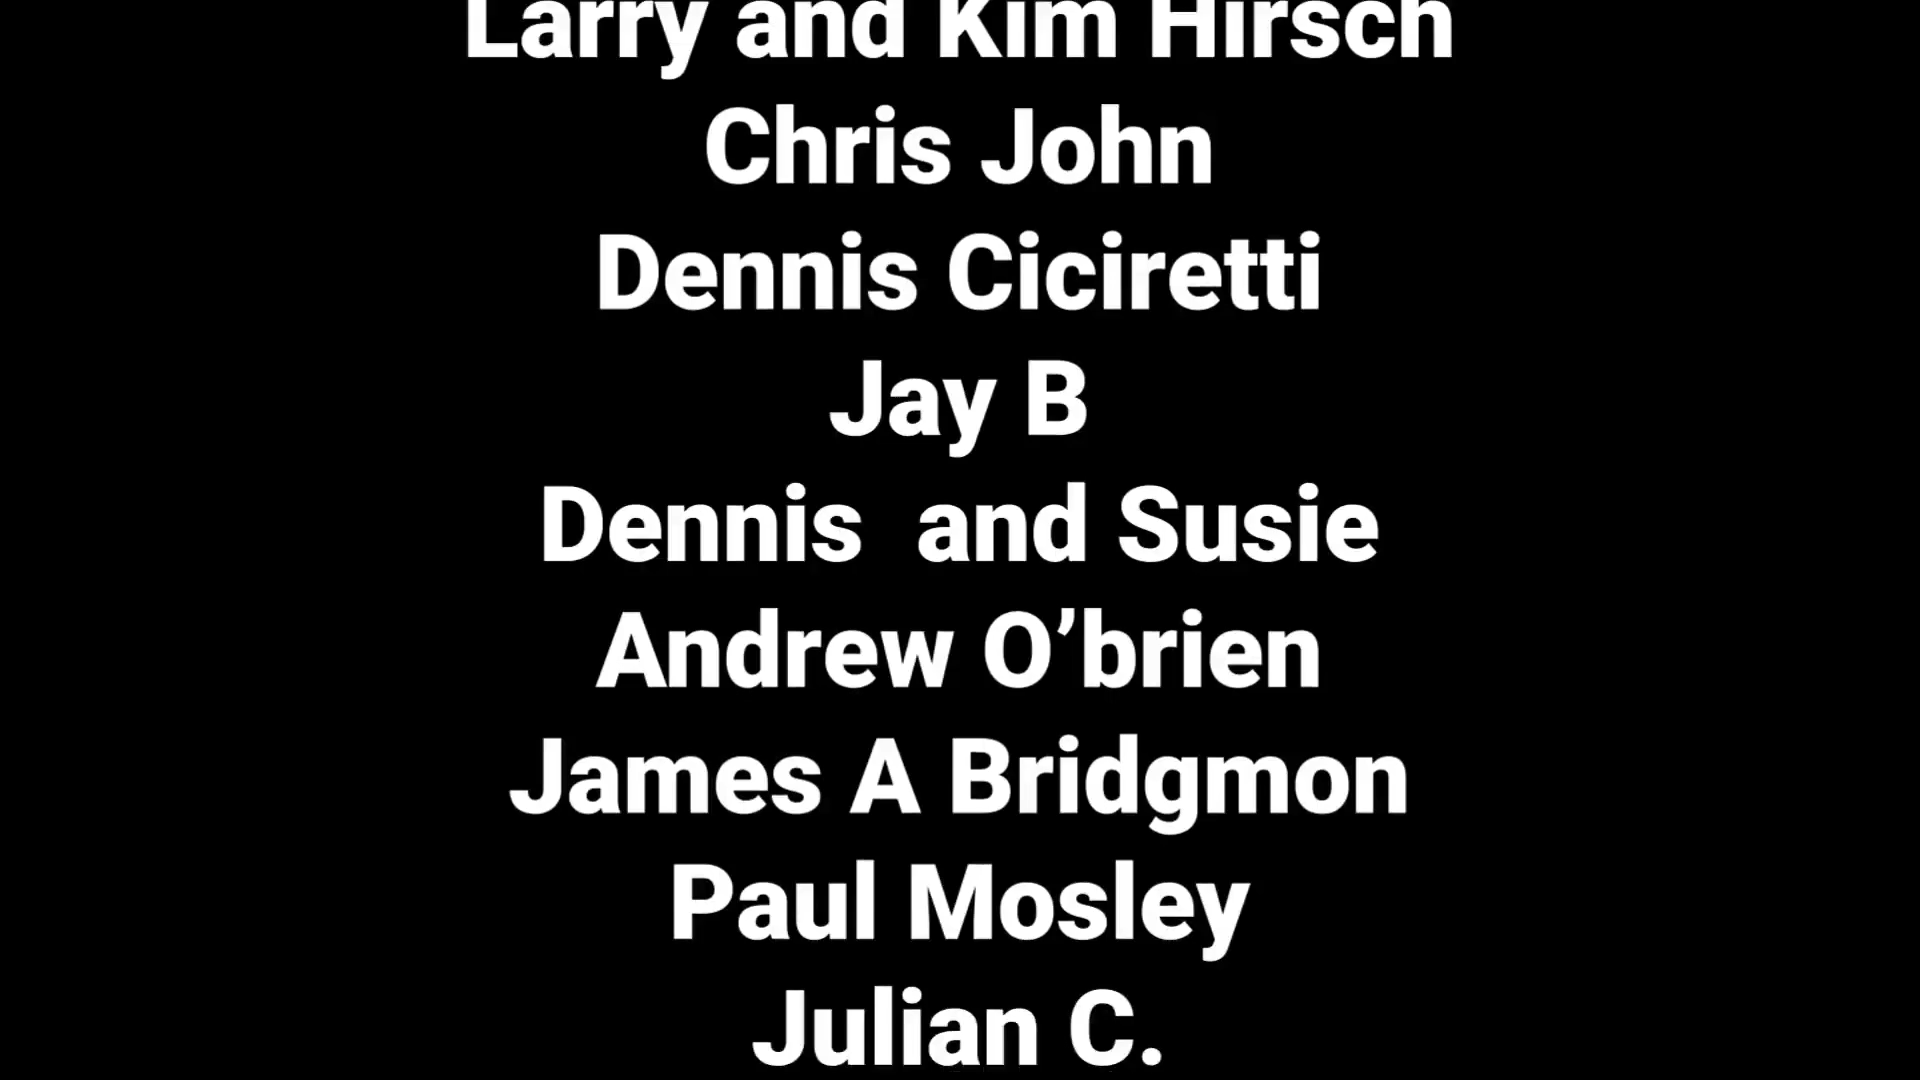 Larry and Kim Hirsch
Chris John
Dennis Ciciretti
Jay B
Dennis  and Susie
Andrew O’brien
James A Bridgmon
Paul Mosley
Julian C.